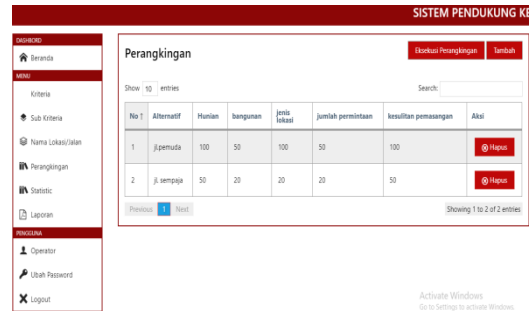 SISTEM PENDUKUNG KE
DASHBORD
Beranda
MENU
Kriteria
Sub Kriteria
Nama Lokasi/Jalan
Perangkingan
Statistic
Laporan
PENGGUNA
Operator
Ubah Password
Logout
Perangkingan
Eksekusi Perangkingan Tambah
Show 10 entries Search:
No Alternatif Hunian bangunan jenis lokasi jumlah permintaan kesulitan pemasangan Aksi
1 jl.pemuda 100 50 100 50 100 Hapus
2 jl. sempaja 50 20 20 20 50 Hapus
Previous 1 Next Showing 1 to 2 of 2 entries
Activate Windows
Go to Settings to activate Windows.